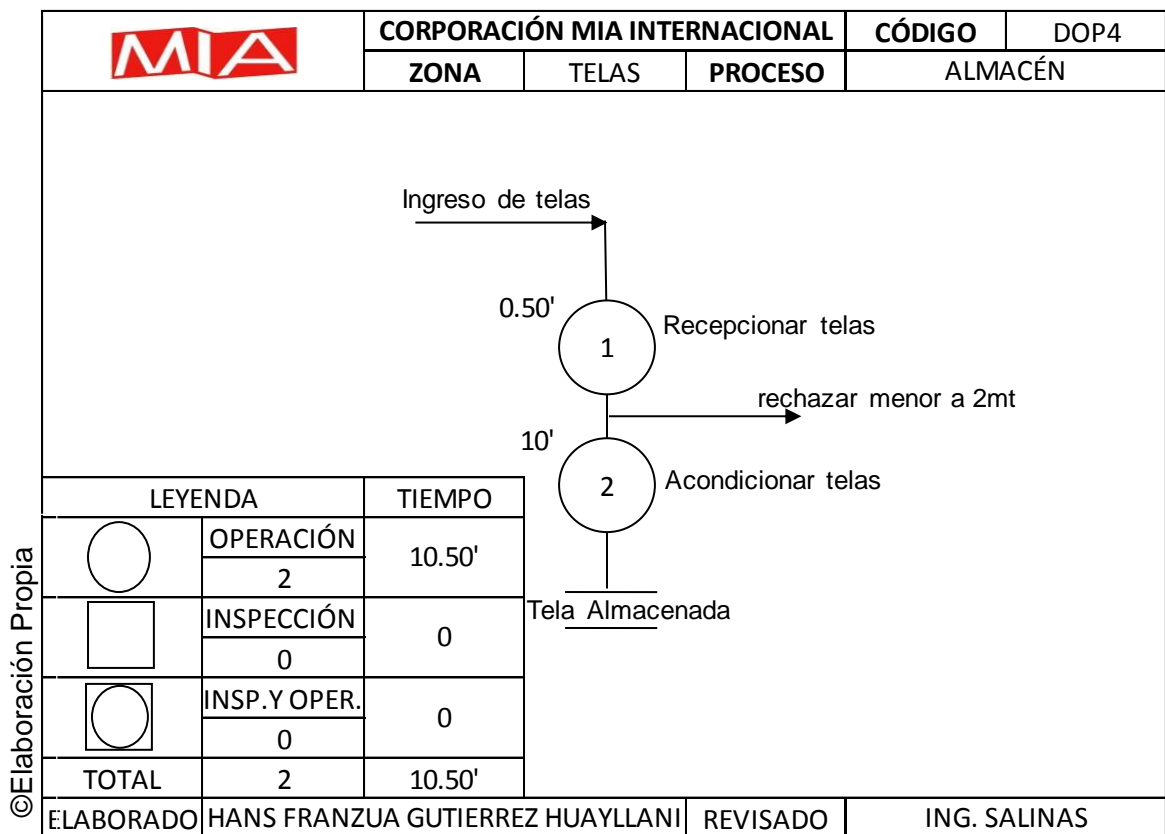 MIA
CORPORACIÓN MIA INTERNACIONAL CÓDIGO DOP4
ZONA TELAS PROCESO ALMACÉN
Ingreso de telas
0.50'
1
Recepcionar telas
rechazar menor a 2mt
10'
2
Acondicionar telas
Tela Almacenada
LEYENDA TIEMPO
OPERACIÓN
2
10.50'
INSPECCIÓN
0
0
INSP.Y OPER.
0
0
TOTAL 2 10.50'
ELABORADO HANS FRANZUA GUTIERREZ HUAYLLANI REVISADO ING. SALINAS
©Elaboración Propia